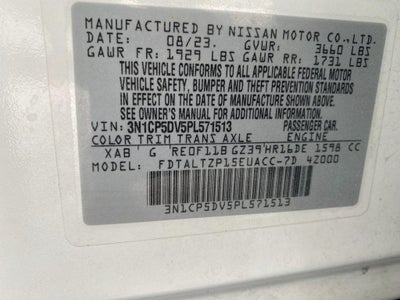 MANUFACTURED BY NISSAN MOTOR CO., LTD.
DATE: 08/23. GVWR: 3660 LBS
GAWR FR: 1929 LBS GAWR RR: 1731 LBS
THIS VEHICLE CONFORMS TO ALL APPLICABLE FEDERAL MOTOR
VEHICLE SAFETY, BUMPER AND THEFT PREVENTION STANDARDS
IN EFFECT ON THE DATE OF MANUFACTURE SHOWN ABOVE.
SEE OWNER'S MANUAL FOR ADDITIONAL INFORMATION.
VIN: 3N1CP5DV5PL571513 PASSENGER CAR.
COLOR TRIM TRANS AXLE ENGINE
XAB G RE0F11B GZ39 HR16DE 1598 CC
MODEL: FDTALTZP15EUACC-7D 42000
3N1CP5DV5PL571513